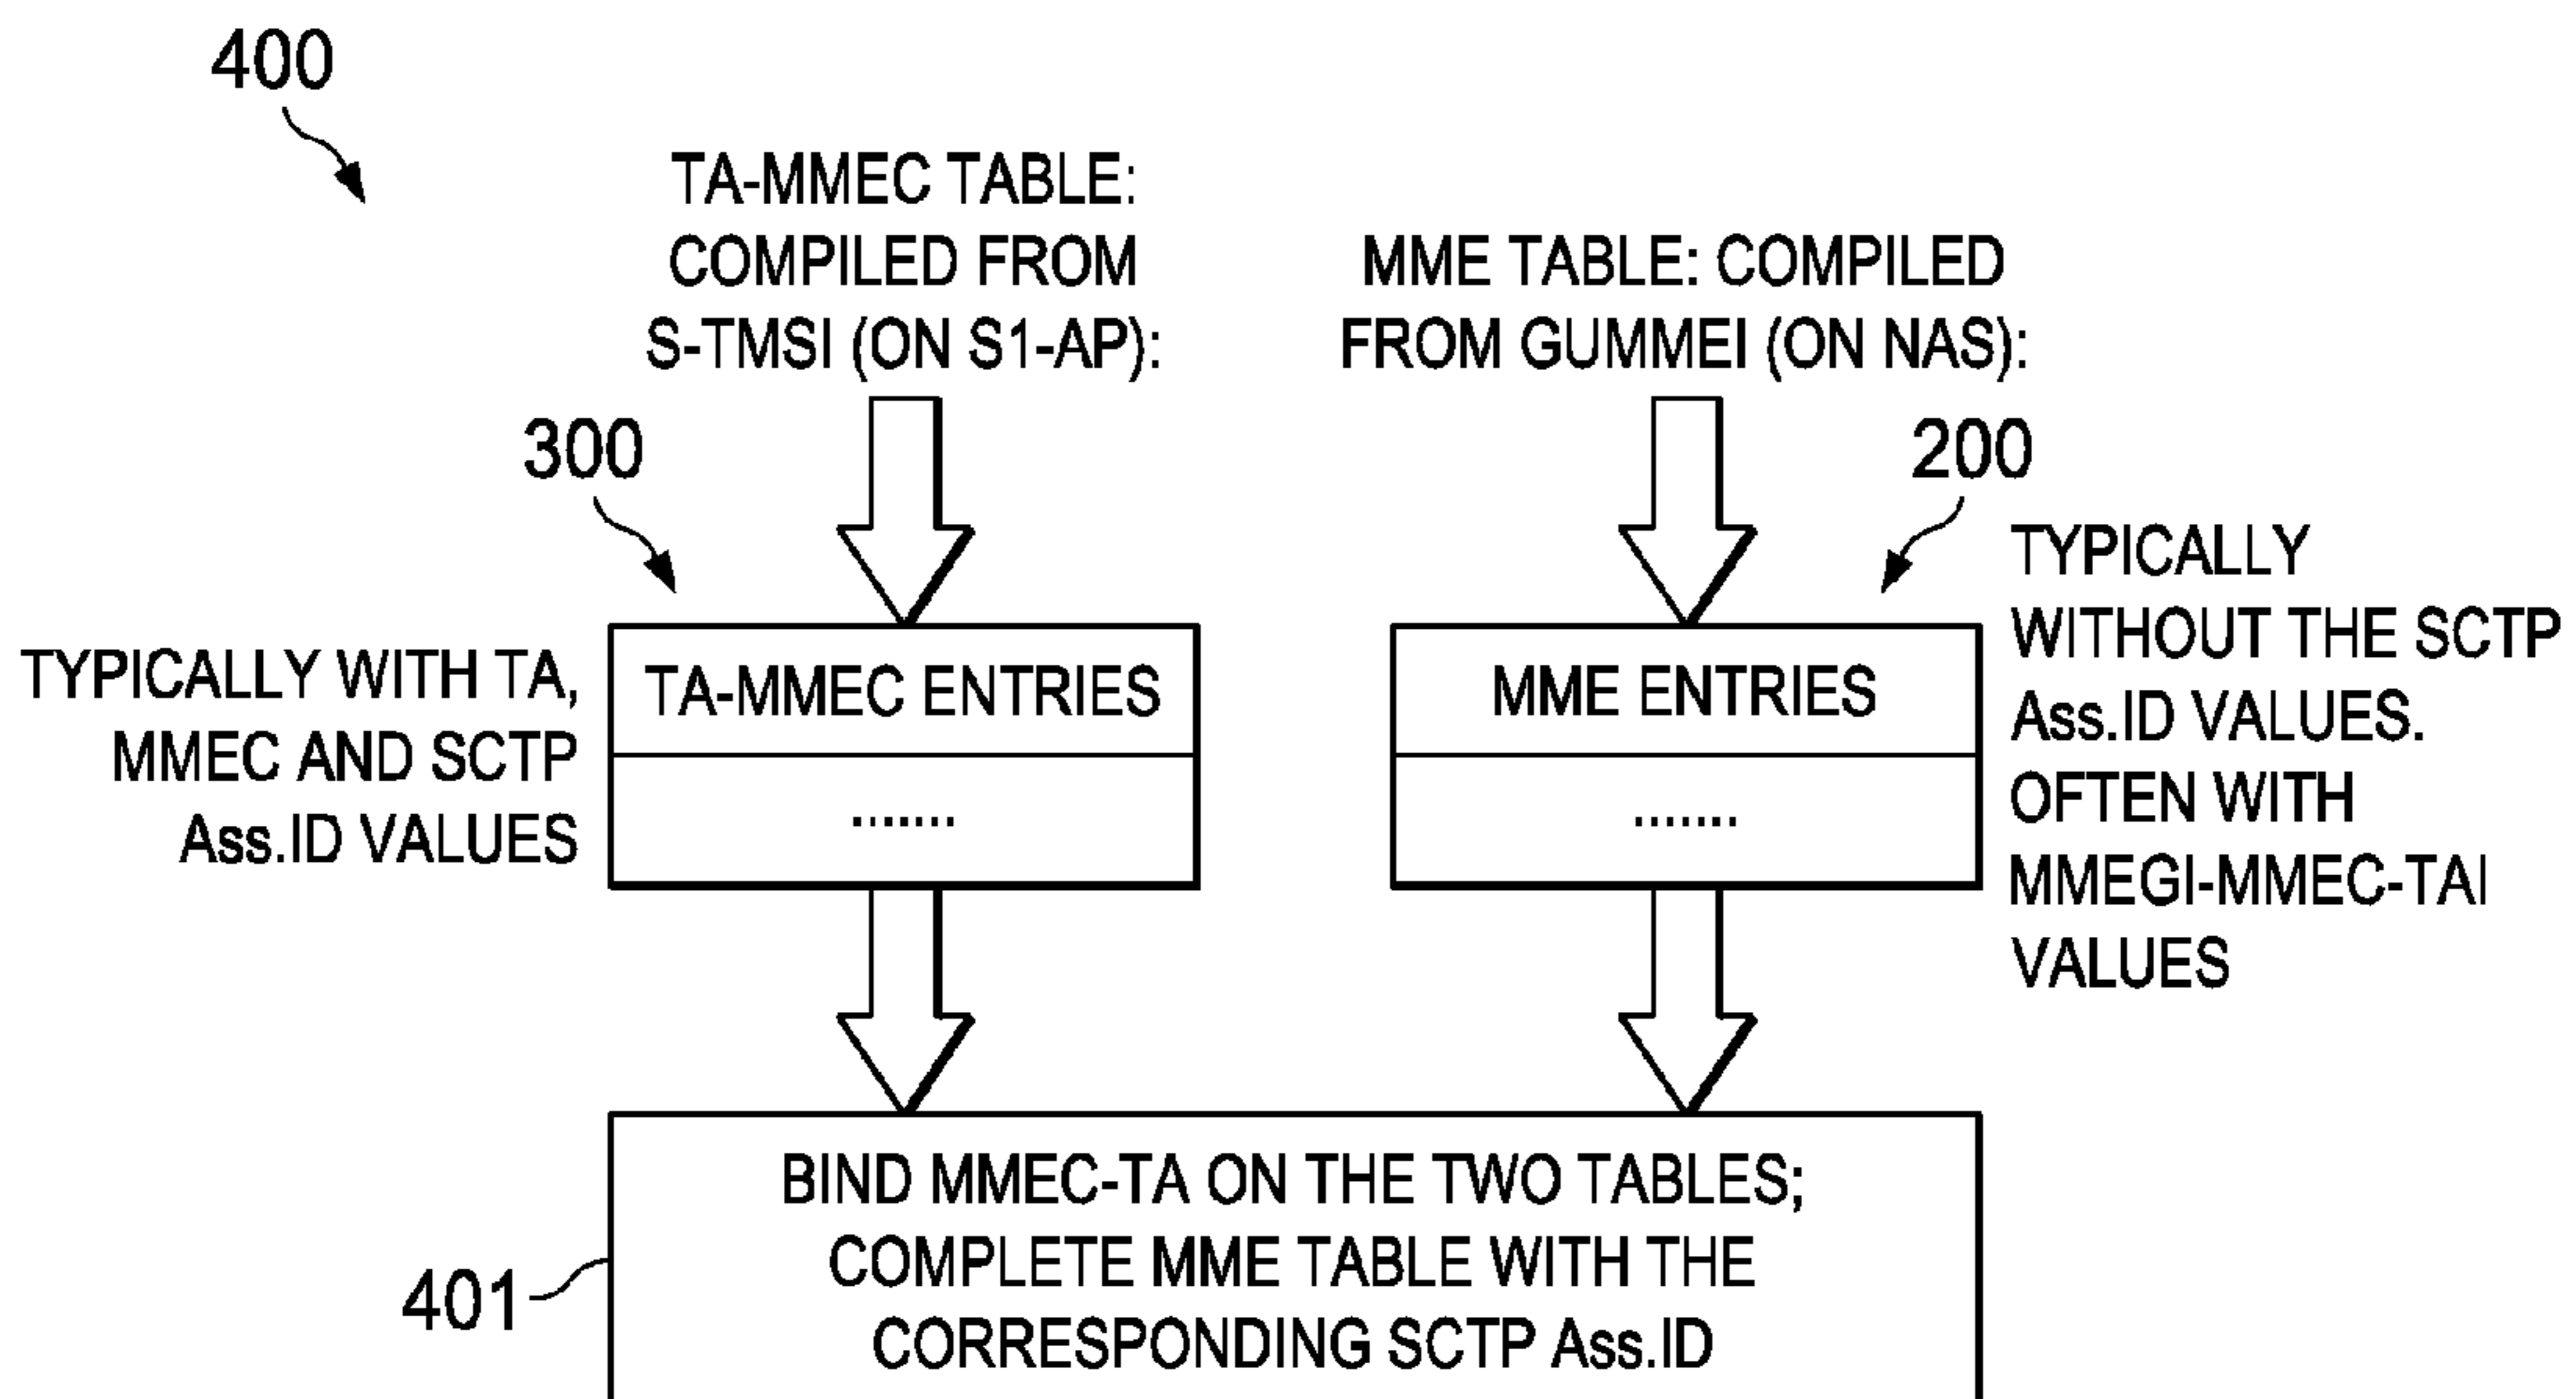 400
TA-MMEC TABLE:
COMPILED FROM
S-TMSI (ON S1-AP):
MME TABLE: COMPILED
FROM GUMMEI (ON NAS):
300
200
TYPICALLY WITH TA,
MMEC AND SCTP
Ass.ID VALUES
TA-MMEC ENTRIES
.......
MME ENTRIES
.......
TYPICALLY
WITHOUT THE SCTP
Ass.ID VALUES.
OFTEN WITH
MMEGI-MMEC-TAI
VALUES
401
BIND MMEC-TA ON THE TWO TABLES;
COMPLETE MME TABLE WITH THE
CORRESPONDING SCTP Ass.ID